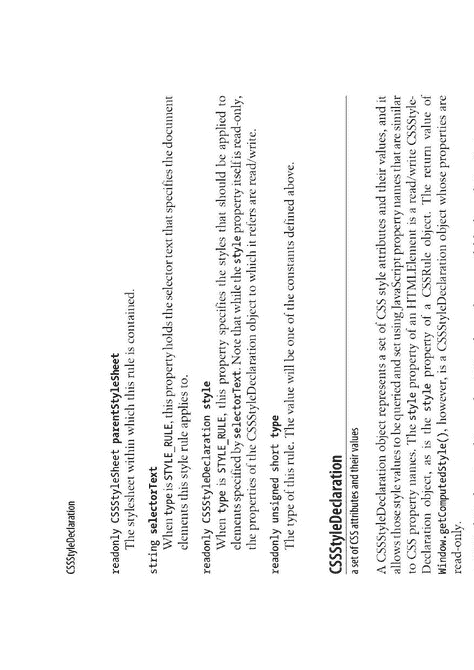 CSSStyleDeclaration
readonly CSSStyleSheet parentStyleSheet
The stylesheet within which this rule is contained.
string selectorText
When type is STYLE_RULE, this property holds the selector text that specifies the document
elements this style rule applies to.
readonly CSSStyleDeclaration style
When type is STYLE_RULE, this property specifies the styles that should be applied to
elements specified by selectorText. Note that while the style property itself is read-only,
the properties of the CSSStyleDeclaration object to which it refers are read/write.
readonly unsigned short type
The type of this rule. The value will be one of the constants defined above.
CSSStyleDeclaration
a set of CSS attributes and their values
A CSSStyleDeclaration object represents a set of CSS style attributes and their values, and it
allows those style values to be queried and set using JavaScript property names that are similar
to CSS property names. The style property of an HTMLElement is a read/write CSSStyle-
Declaration object, as is the style property of a CSSRule object. The return value of
Window.getComputedStyle(), however, is a CSSStyleDeclaration object whose properties are
read-only.